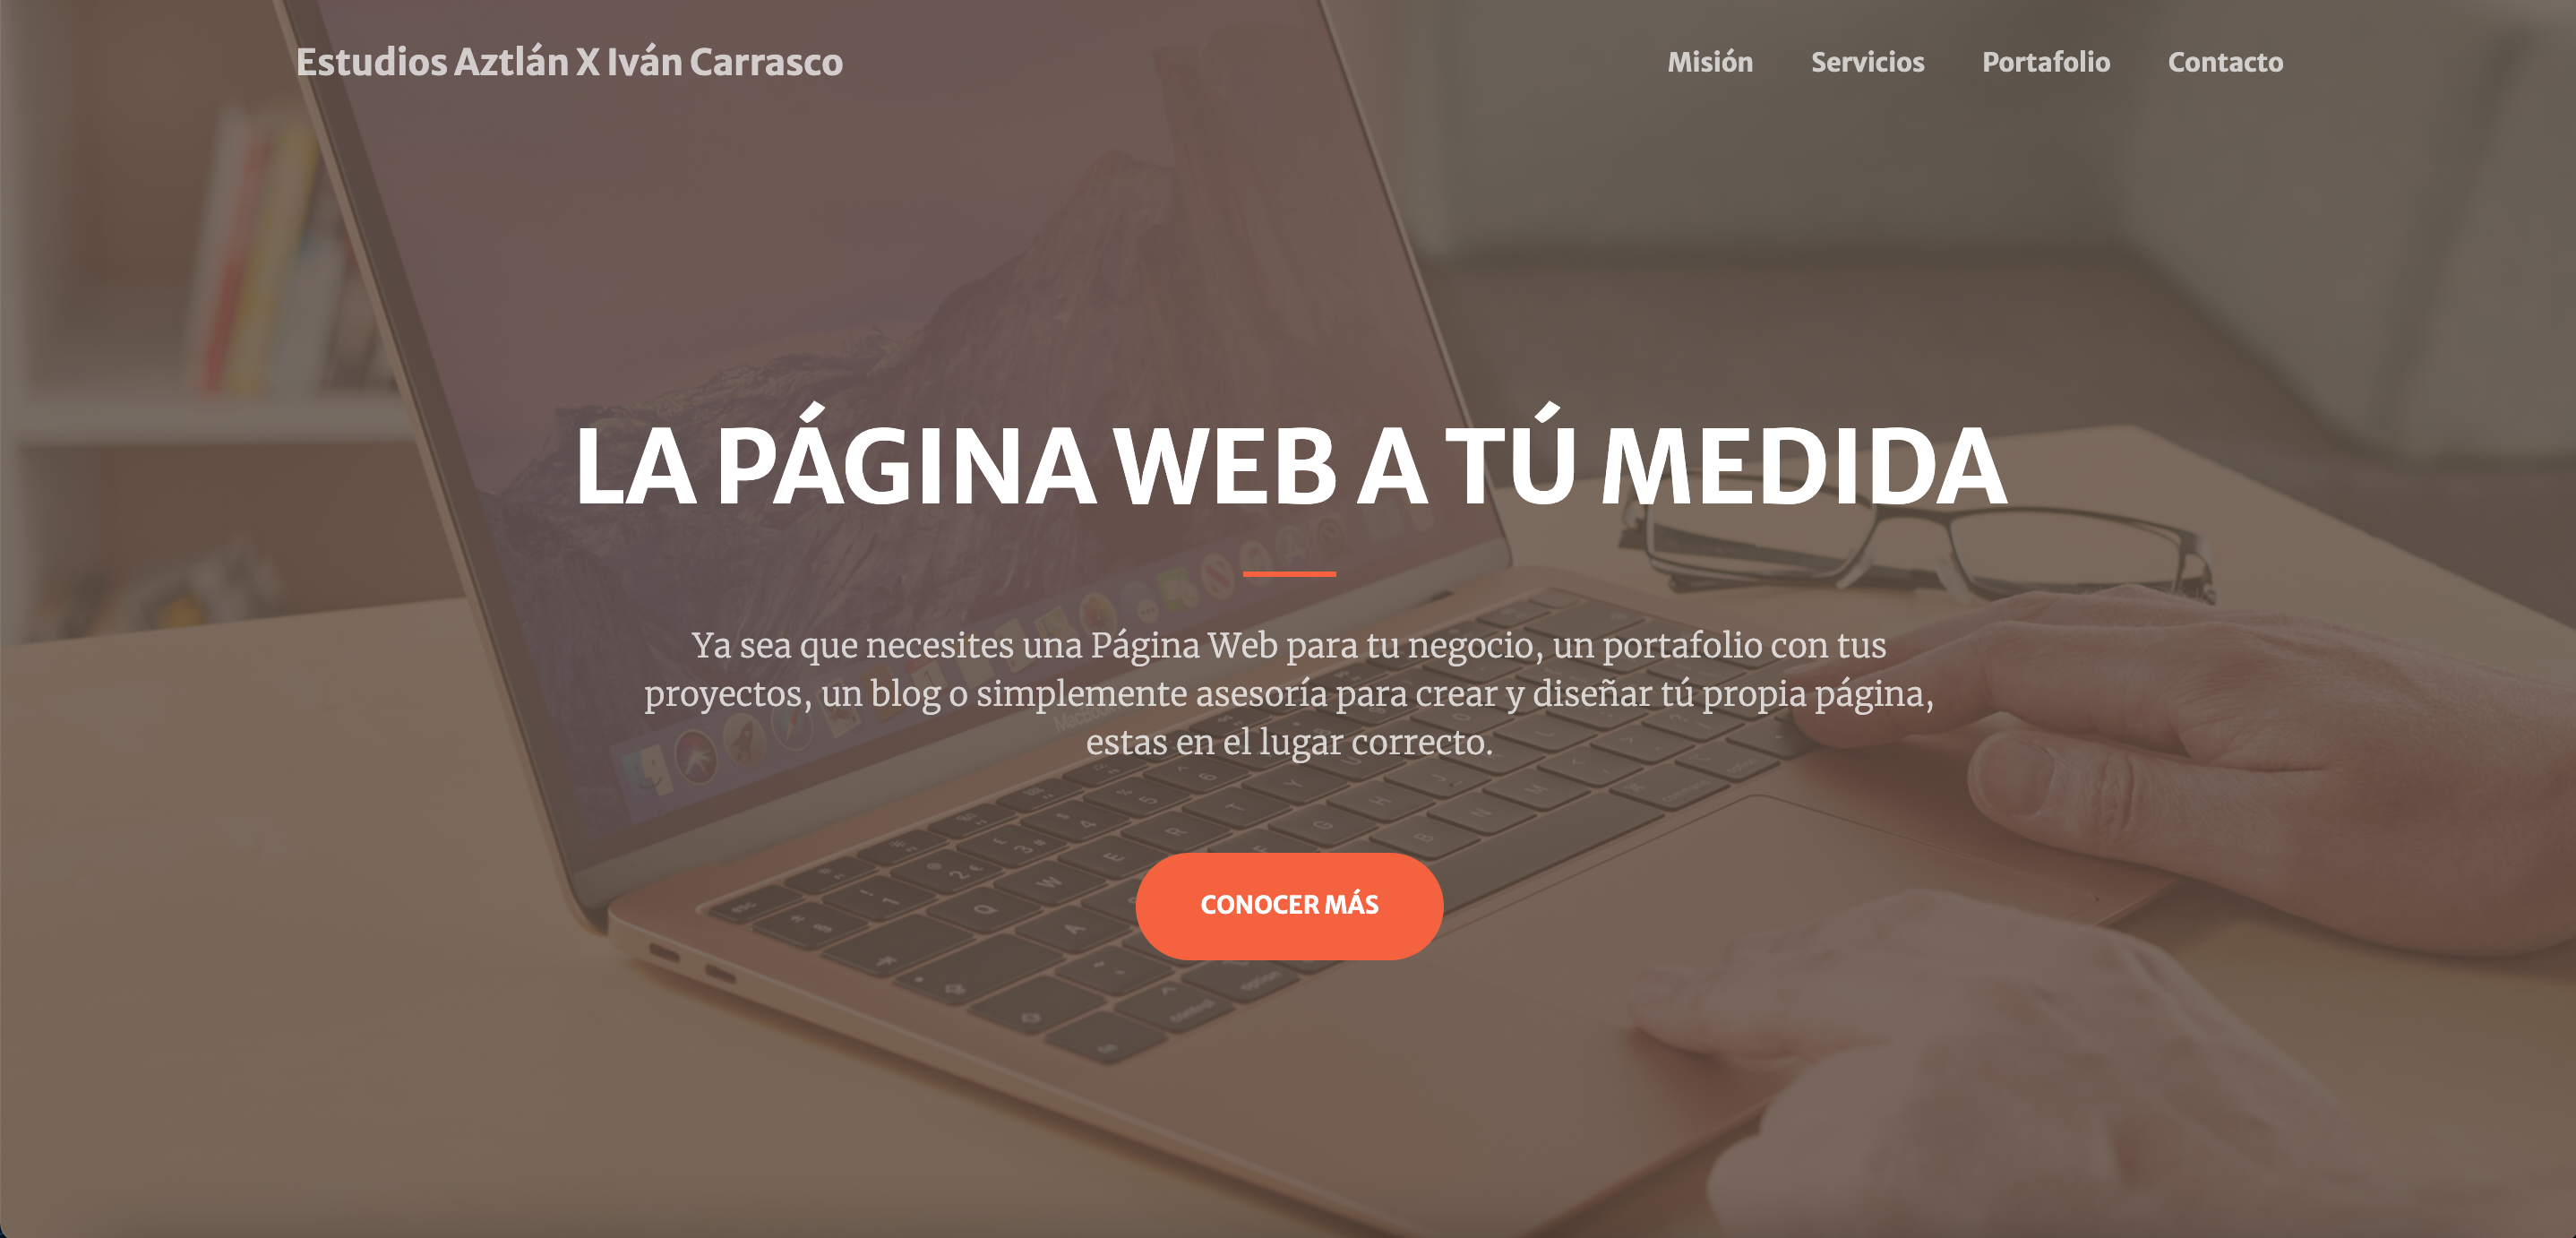 Estudios Aztlán X Iván Carrasco
Misión Servicios Portafolio Contacto
LA PÁGINA WEB A TÚ MEDIDA
Ya sea que necesites una Página Web para tu negocio, un portafolio con tus
proyectos, un blog o simplemente asesoría para crear y diseñar tú propia página,
estas en el lugar correcto.
CONOCER MÁS